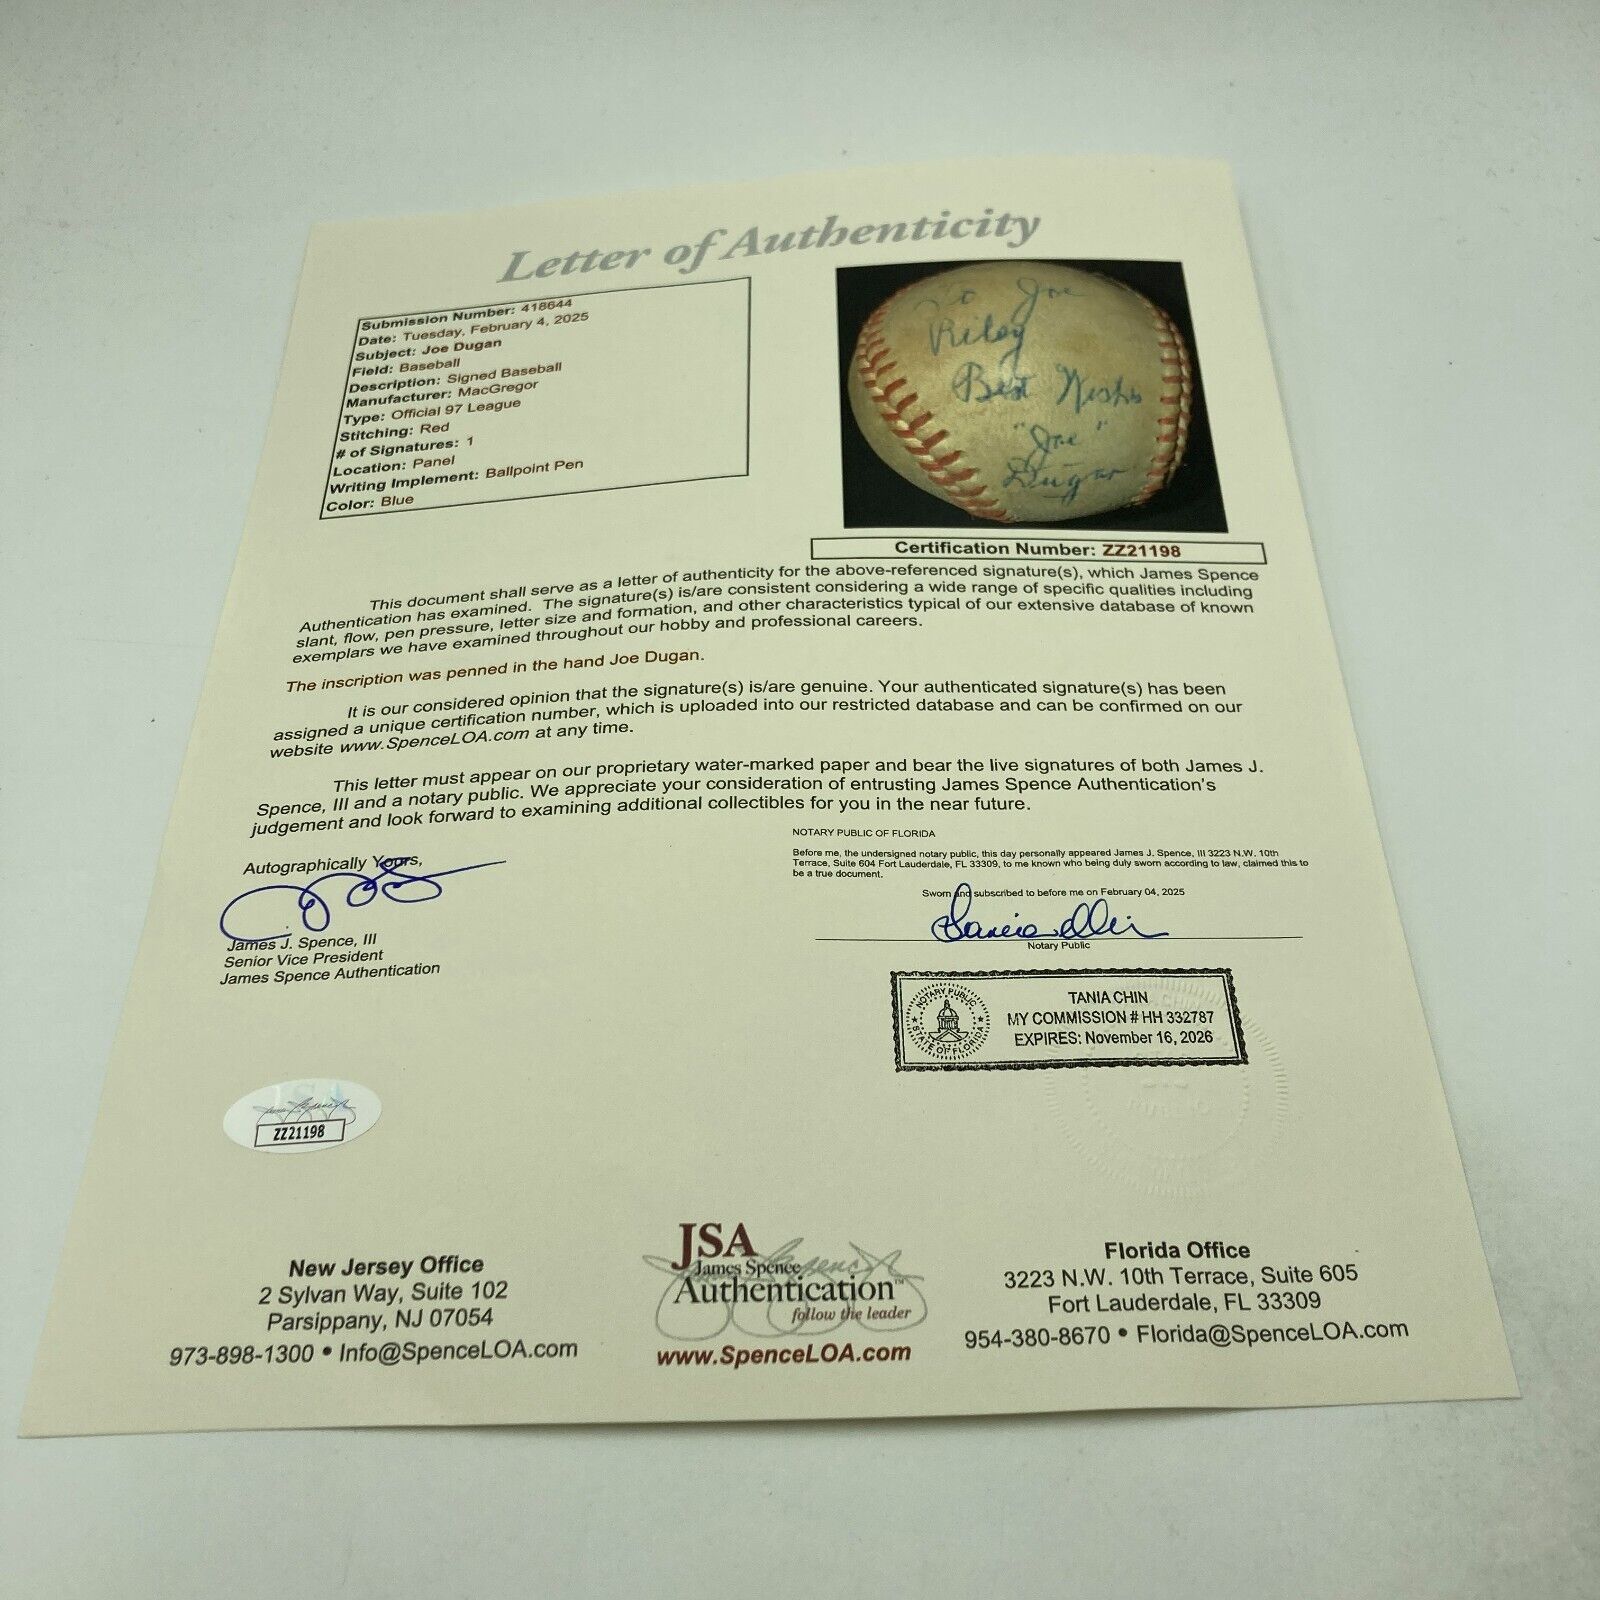 Letter of Authenticity
Submission Number: 418644
Date: Tuesday, February 4, 2025
Subject: Joe Dugan
Field: Baseball
Description: Signed Baseball
Manufacturer: MacGregor
Type: Official 97 League
Stitching: Red
# of Signatures: 1
Location: Panel
Writing Implement: Ballpoint Pen
Color: Blue
To Joe
Riley
Best Wishes
"Joe"
Dugan
Certification Number: ZZ21198
This document shall serve as a letter of authenticity for the above-referenced signature(s), which James Spence
Authentication has examined. The signature(s) is/are consistent considering a wide range of specific qualities including
slant, flow, pen pressure, letter size and formation, and other characteristics typical of our extensive database of known
exemplars we have examined throughout our hobby and professional careers.
The inscription was penned in the hand Joe Dugan.
It is our considered opinion that the signature(s) is/are genuine. Your authenticated signature(s) has been
assigned a unique certification number, which is uploaded into our restricted database and can be confirmed on our
website www.SpenceLOA.com at any time.
This letter must appear on our proprietary water-marked paper and bear the live signatures of both James J.
Spence, III and a notary public. We appreciate your consideration of entrusting James Spence Authentication's
judgement and look forward to examining additional collectibles for you in the near future.
Autographically Yours,
James J. Spence, III
Senior Vice President
James Spence Authentication
NOTARY PUBLIC OF FLORIDA
Before me, the undersigned notary public, this day personally appeared James J. Spence, III 3223 N.W. 10th
Terrace, Suite 604 Fort Lauderdale, FL 33309, to me known who being duly sworn according to law, claimed this to
be a true document.
Sworn and subscribed to before me on February 04, 2025
Notary Public
NOTARY PUBLIC
STATE OF FLORIDA
TANIA CHIN
MY COMMISSION # HH 332787
EXPIRES: November 16, 2026
ZZ21198
New Jersey Office
2 Sylvan Way, Suite 102
Parsippany, NJ 07054
973-898-1300 • Info@SpenceLOA.com
JSA
James Spence
Authentication™
follow the leader
www.SpenceLOA.com
Florida Office
3223 N.W. 10th Terrace, Suite 605
Fort Lauderdale, FL 33309
954-380-8670 • Florida@SpenceLOA.com